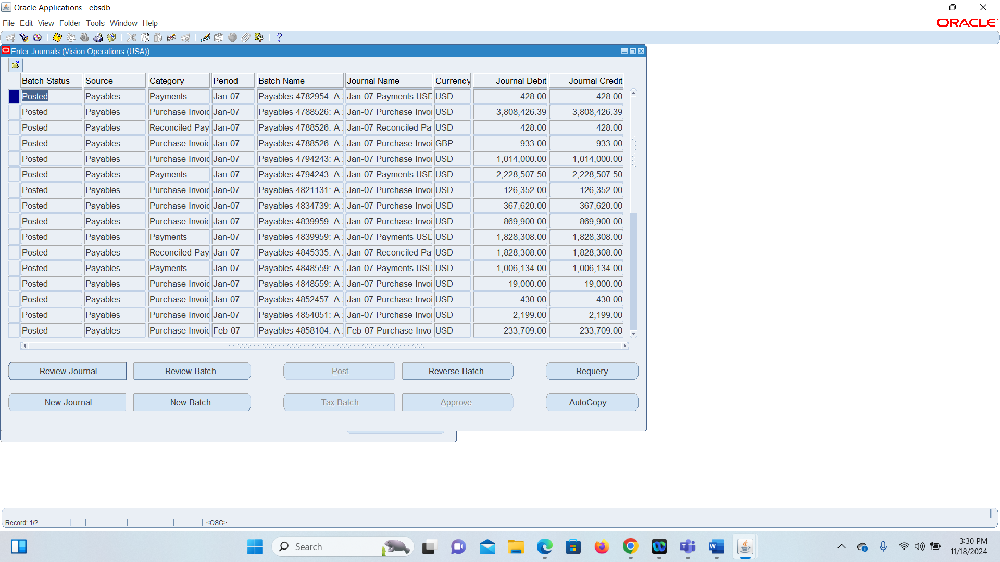 Oracle Applications - ebsdb
File Edit View Folder Tools Window Help
ORACLE
Enter Journals (Vision Operations (USA))
Batch Status Source Category Period Batch Name Journal Name Currency Journal Debit Journal Credit
Posted Payables Payments Jan-07 Payables 4782954: A 2 Jan-07 Payments USD USD 428.00 428.00
Posted Payables Purchase Invoic Jan-07 Payables 4788526: A Jan-07 Purchase Invoi USD 3,808,426.39 3,808,426.39
Posted Payables Reconciled Pay Jan-07 Payables 4788526: A Jan-07 Reconciled Pa USD 428.00 428.00
Posted Payables Purchase Invoic Jan-07 Payables 4788526: A Jan-07 Purchase Invoi GBP 933.00 933.00
Posted Payables Purchase Invoic Jan-07 Payables 4794243: A Jan-07 Purchase Invoi USD 1,014,000.00 1,014,000.00
Posted Payables Payments Jan-07 Payables 4794243: A Jan-07 Payments USD USD 2,228,507.50 2,228,507.50
Posted Payables Purchase Invoic Jan-07 Payables 4821131: A Jan-07 Purchase Invoi USD 126,352.00 126,352.00
Posted Payables Purchase Invoic Jan-07 Payables 4834739: A Jan-07 Purchase Invoi USD 367,620.00 367,620.00
Posted Payables Purchase Invoic Jan-07 Payables 4839959: A Jan-07 Purchase Invoi USD 869,900.00 869,900.00
Posted Payables Payments Jan-07 Payables 4839959: A Jan-07 Payments USD USD 1,828,308.00 1,828,308.00
Posted Payables Reconciled Pay Jan-07 Payables 4845335: A Jan-07 Reconciled Pa USD 1,828,308.00 1,828,308.00
Posted Payables Payments Jan-07 Payables 4848559: A Jan-07 Payments USD USD 1,006,134.00 1,006,134.00
Posted Payables Purchase Invoic Jan-07 Payables 4848559: A Jan-07 Purchase Invoi USD 19,000.00 19,000.00
Posted Payables Purchase Invoic Jan-07 Payables 4852457: A Jan-07 Purchase Invoi USD 430.00 430.00
Posted Payables Purchase Invoic Jan-07 Payables 4854051: A Jan-07 Purchase Invoi USD 2,199.00 2,199.00
Posted Payables Purchase Invoic Feb-07 Payables 4858104: A Feb-07 Purchase Invo USD 233,709.00 233,709.00
Review Journal Review Batch Post Reverse Batch Requery
New Journal New Batch Tax Batch Approve AutoCopy...
Record: 1/? ... <OSC>
Search
3:30 PM
11/18/2024